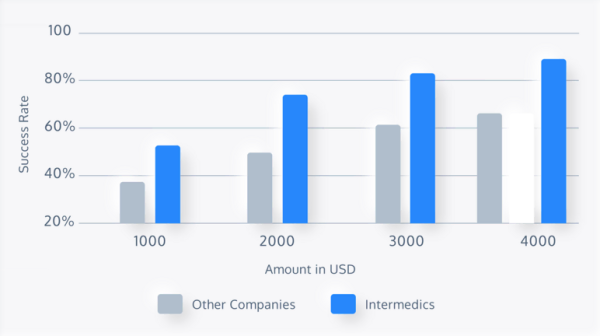 100
80%
60%
40%
20%
Success Rate
1000 2000 3000 4000
Amount in USD
Other Companies Intermedics